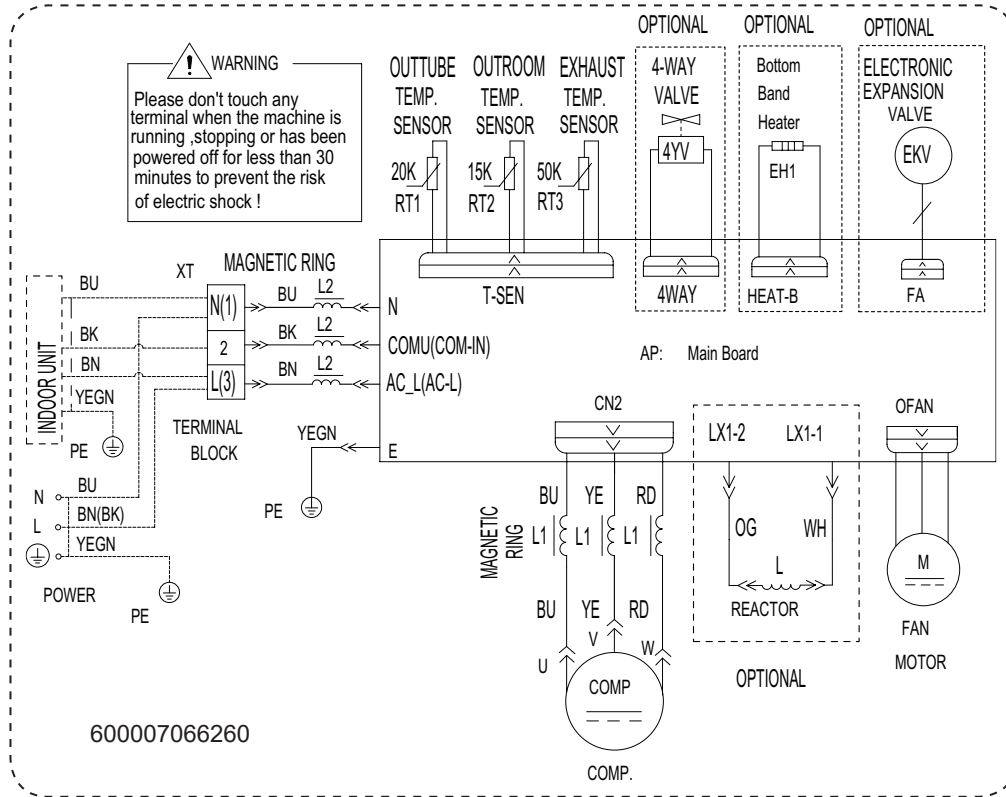 WARNING
Please don't touch any
terminal when the machine is
running ,stopping or has been
powered off for less than 30
minutes to prevent the risk
of electric shock !
OUTTUBE
TEMP.
SENSOR
20K
RT1
OUTROOM
TEMP.
SENSOR
15K
RT2
EXHAUST
TEMP.
SENSOR
50K
RT3
T-SEN
OPTIONAL
4-WAY
VALVE
4YV
4WAY
OPTIONAL
Bottom
Band
Heater
EH1
HEAT-B
OPTIONAL
ELECTRONIC
EXPANSION
VALVE
EKV
FA
INDOOR UNIT
BU
BK
BN
YEGN
PE
XT
N(1)
2
L(3)
TERMINAL
BLOCK
MAGNETIC RING
BU
L2
N
BK
L2
COMU(COM-IN)
BN
L2
AC_L(AC-L)
YEGN
E
PE
AP: Main Board
N
BU
L
BN(BK)
YEGN
POWER
PE
CN2
MAGNETIC
RING
BU
YE
RD
L1
L1
L1
BU
YE
RD
U
V
W
COMP
COMP.
LX1-2
LX1-1
OG
WH
L
REACTOR
OPTIONAL
OFAN
M
FAN
MOTOR
600007066260